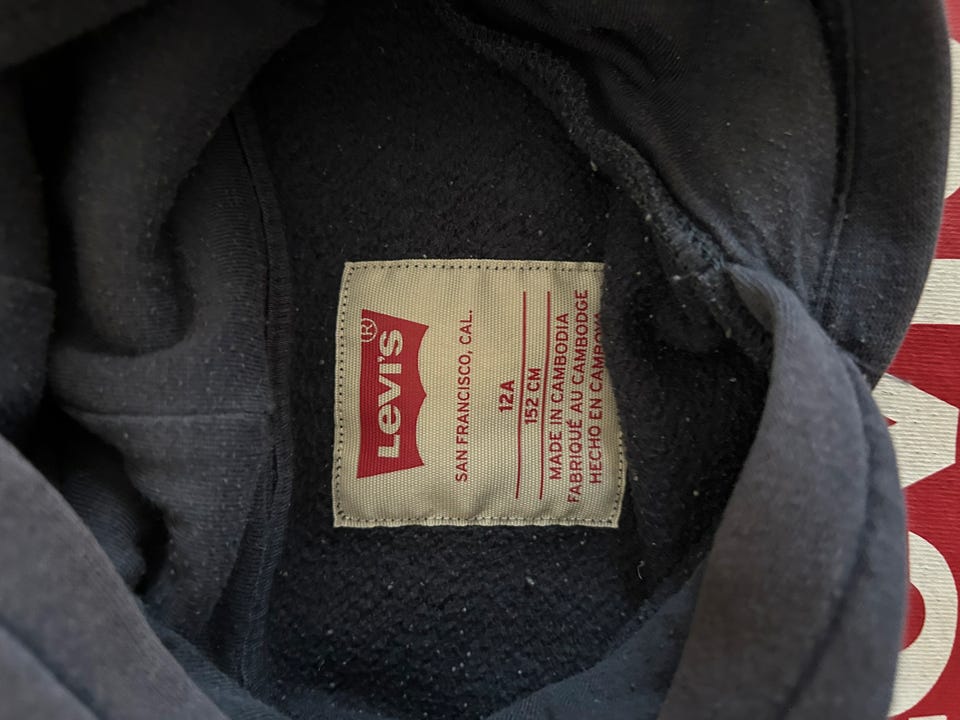 Levi's®
SAN FRANCISCO, CAL.
12A
152 CM
MADE IN CAMBODIA
FABRIQUÉ AU CAMBODGE
HECHO EN CAMBOYA